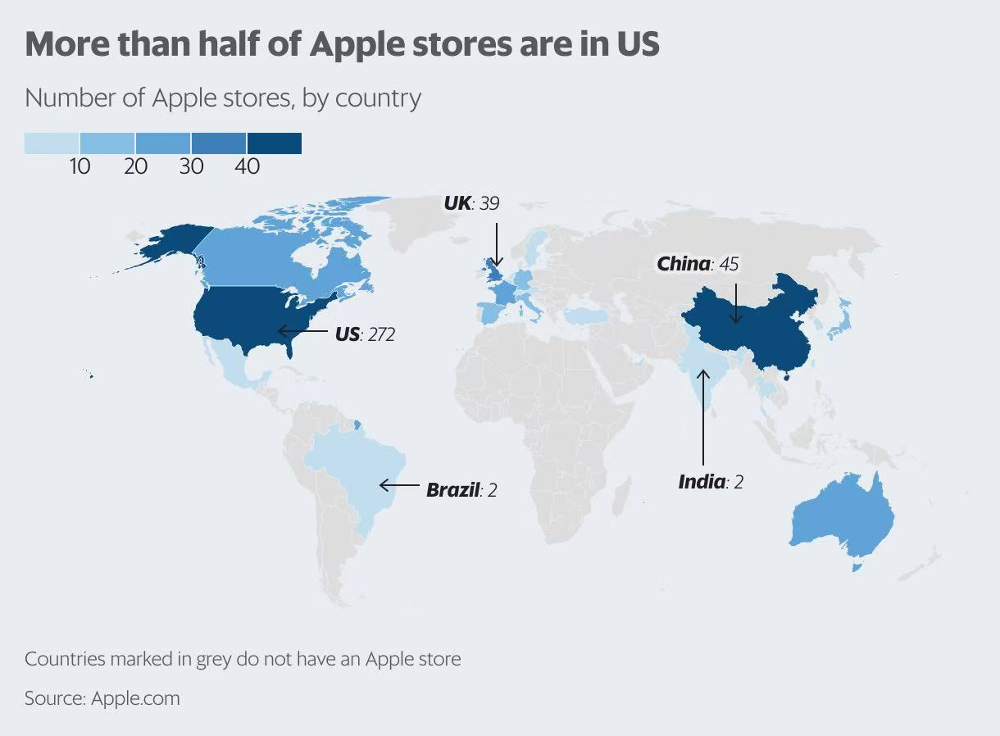 More than half of Apple stores are in US
Number of Apple stores, by country
10 20 30 40
UK: 39
China: 45
US: 272
India: 2
Brazil: 2
Countries marked in grey do not have an Apple store
Source: Apple.com